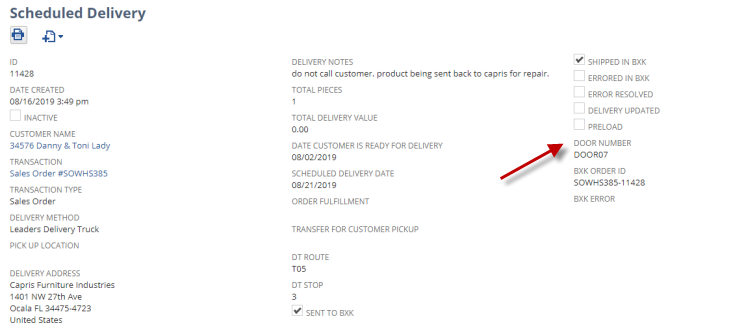 Scheduled Delivery
ID
11428
DATE CREATED
08/16/2019 3:49 pm
INACTIVE
CUSTOMER NAME
34576 Danny & Toni Lady
TRANSACTION
Sales Order #SOWHS385
TRANSACTION TYPE
Sales Order
DELIVERY METHOD
Leaders Delivery Truck
PICK UP LOCATION
DELIVERY ADDRESS
Capris Furniture Industries
1401 NW 27th Ave
Ocala FL 34475-4723
United States
DELIVERY NOTES
do not call customer. product being sent back to capris for repair.
TOTAL PIECES
1
TOTAL DELIVERY VALUE
0.00
DATE CUSTOMER IS READY FOR DELIVERY
08/02/2019
SCHEDULED DELIVERY DATE
08/21/2019
ORDER FULFILLMENT
TRANSFER FOR CUSTOMER PICKUP
DT ROUTE
T05
DT STOP
3
SENT TO BXK
SHIPPED IN BXK
ERRORED IN BXK
ERROR RESOLVED
DELIVERY UPDATED
PRELOAD
DOOR NUMBER
DOOR07
BXK ORDER ID
SOWHS385-11428
BXK ERROR